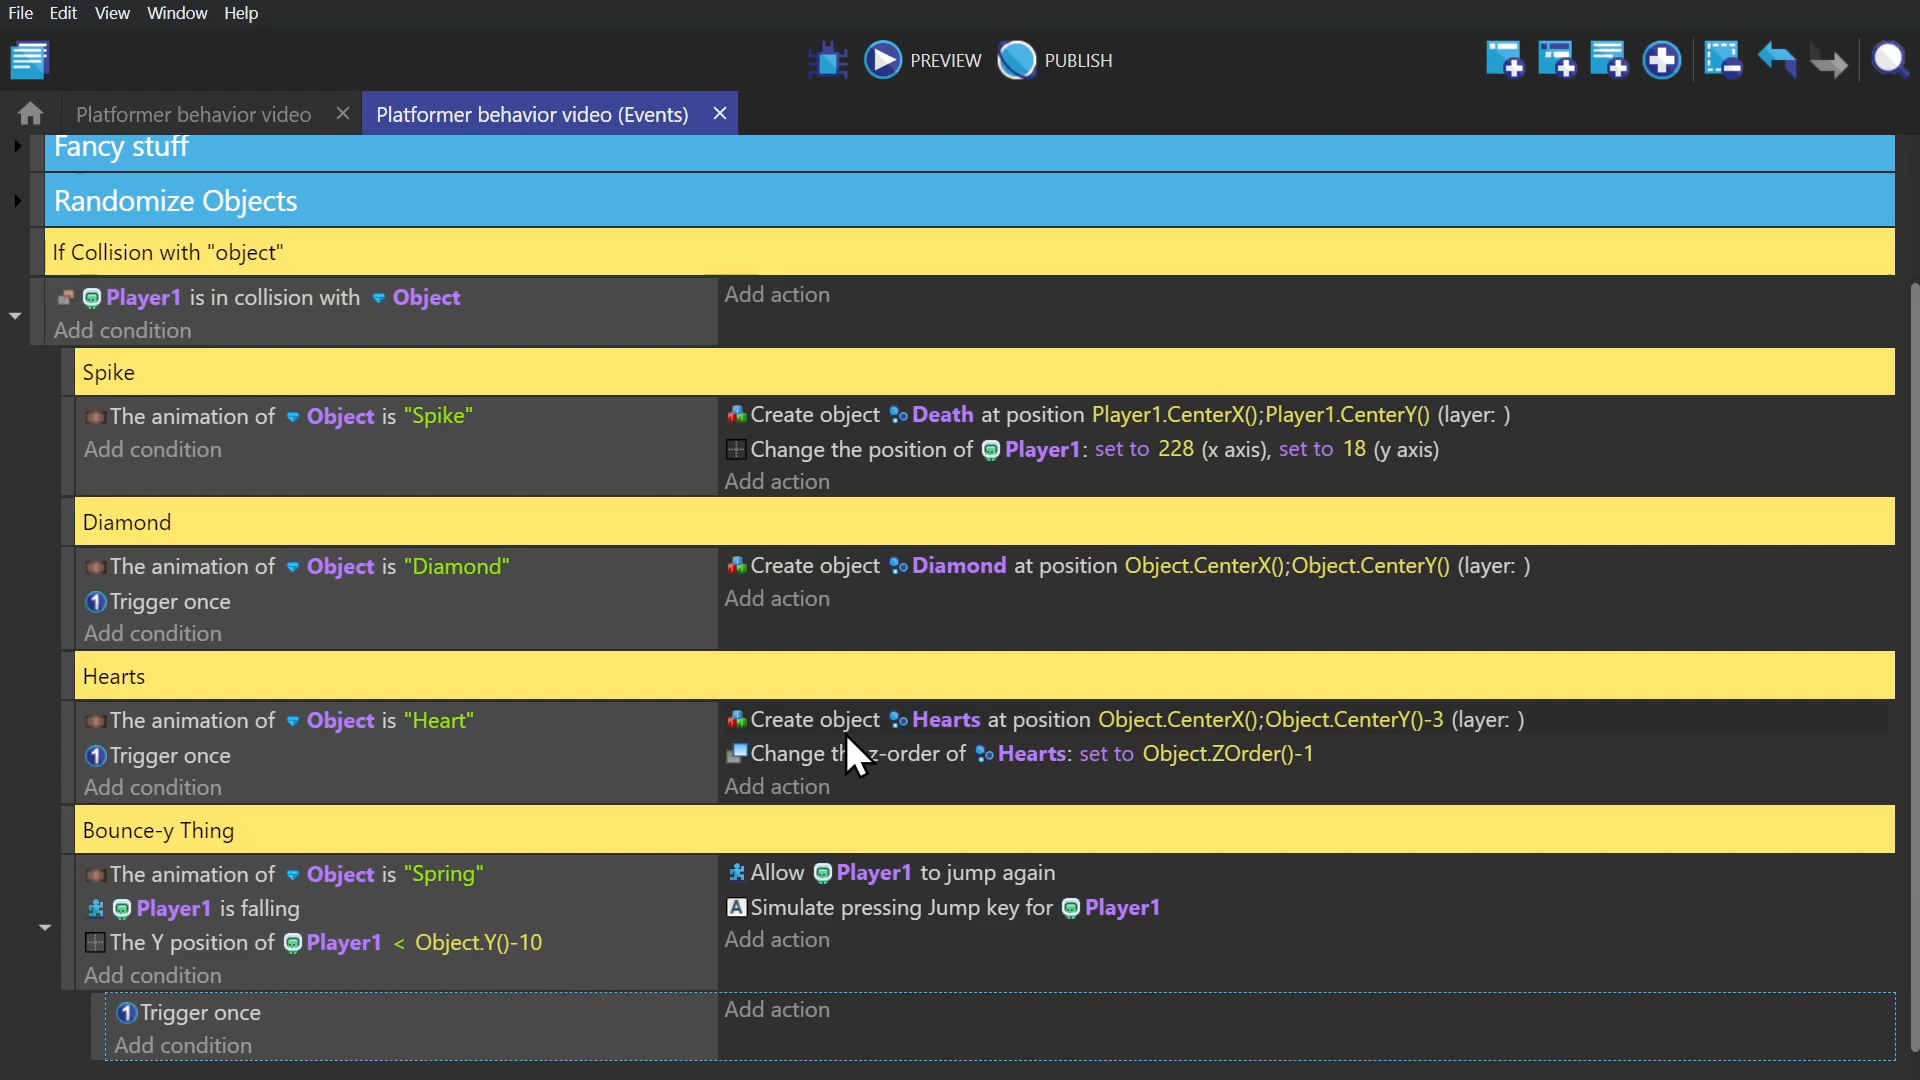 File Edit View Window Help
PREVIEW PUBLISH
Platformer behavior video Platformer behavior video (Events)
Fancy stuff
Randomize Objects
If Collision with "object"
Player1 is in collision with Object Add action
Add condition
Spike
The animation of Object is "Spike" Create object Death at position Player1.CenterX();Player1.CenterY() (layer: )
Add condition Change the position of Player1: set to 228 (x axis), set to 18 (y axis)
Add action
Diamond
The animation of Object is "Diamond" Create object Diamond at position Object.CenterX();Object.CenterY() (layer: )
Trigger once Add action
Add condition
Hearts
The animation of Object is "Heart" Create object Hearts at position Object.CenterX();Object.CenterY()-3 (layer: )
Trigger once Change z-order of Hearts: set to Object.ZOrder()-1
Add condition Add action
Bounce-y Thing
The animation of Object is "Spring" Allow Player1 to jump again
Player1 is falling A Simulate pressing Jump key for Player1
The Y position of Player1 < Object.Y()-10 Add action
Add condition
Trigger once Add action
Add condition